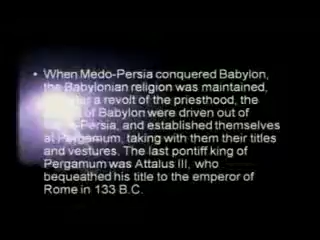 • When Medo-Persia conquered Babylon,
the Babylonian religion was maintained,
a revolt of the priesthood, the
of Babylon were driven out of
-Persia, and established themselves
at Pergamum, taking with them their titles
and vestures. The last pontiff king of
Pergamum was Attalus III, who
bequeathed his title to the emperor of
Rome in 133 B.C.